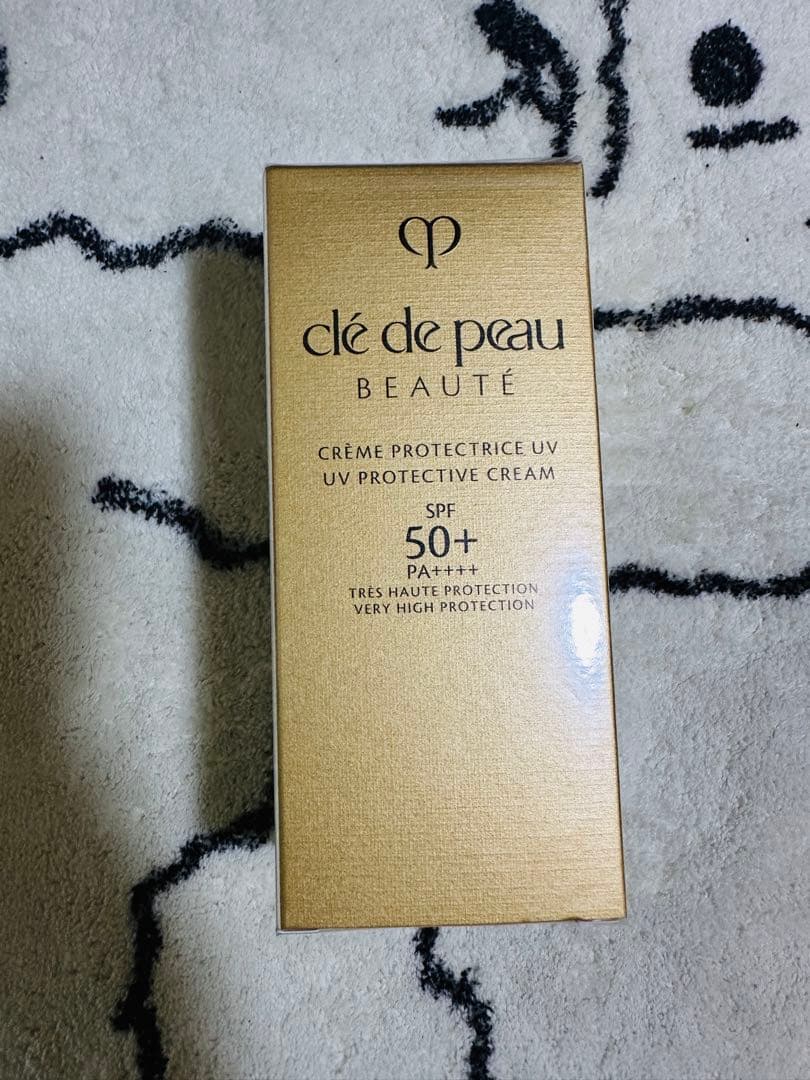 clé de peau
BEAUTÉ
CRÈME PROTECTRICE UV
UV PROTECTIVE CREAM
SPF
50+
PA++++
TRÈS HAUTE PROTECTION
VERY HIGH PROTECTION